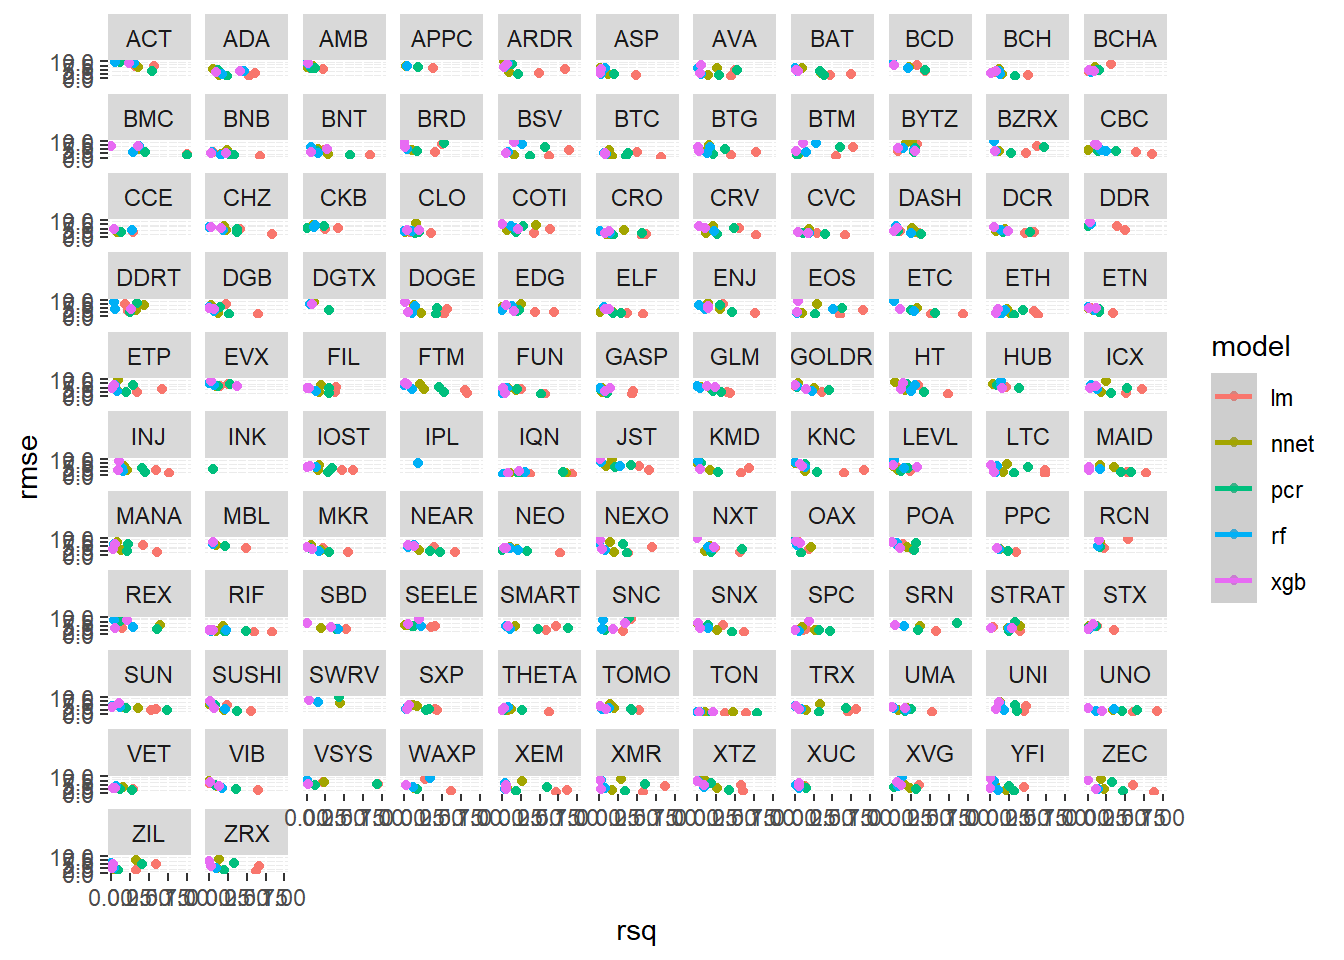 ACT ADA AMB APPC ARDR ASP AVA BAT BCD BCH BCHA
BMC BNB BNT BRD BSV BTC BTG BTM BYTZ BZRX CBC
CCE CHZ CKB CLO COTI CRO CRV CVC DASH DCR DDR
DDRT DGB DGTX DOGE EDG ELF ENJ EOS ETC ETH ETN
ETP EVX FIL FTM FUN GASP GLM GOLDR HT HUB ICX
INJ INK IOST IPL IQN JST KMD KNC LEVL LTC MAID
MANA MBL MKR NEAR NEO NEXO NXT OAX POA PPC RCN
REX RIF SBD SEELE SMART SNC SNX SPC SRN STRAT STX
SUN SUSHI SWRV SXP THETA TOMO TON TRX UMA UNI UNO
VET VIB VSYS WAXP XEM XMR XTZ XUC XVG YFI ZEC
ZIL ZRX
rmse
rsq
model
lm
nnet
pcr
rf
xgb